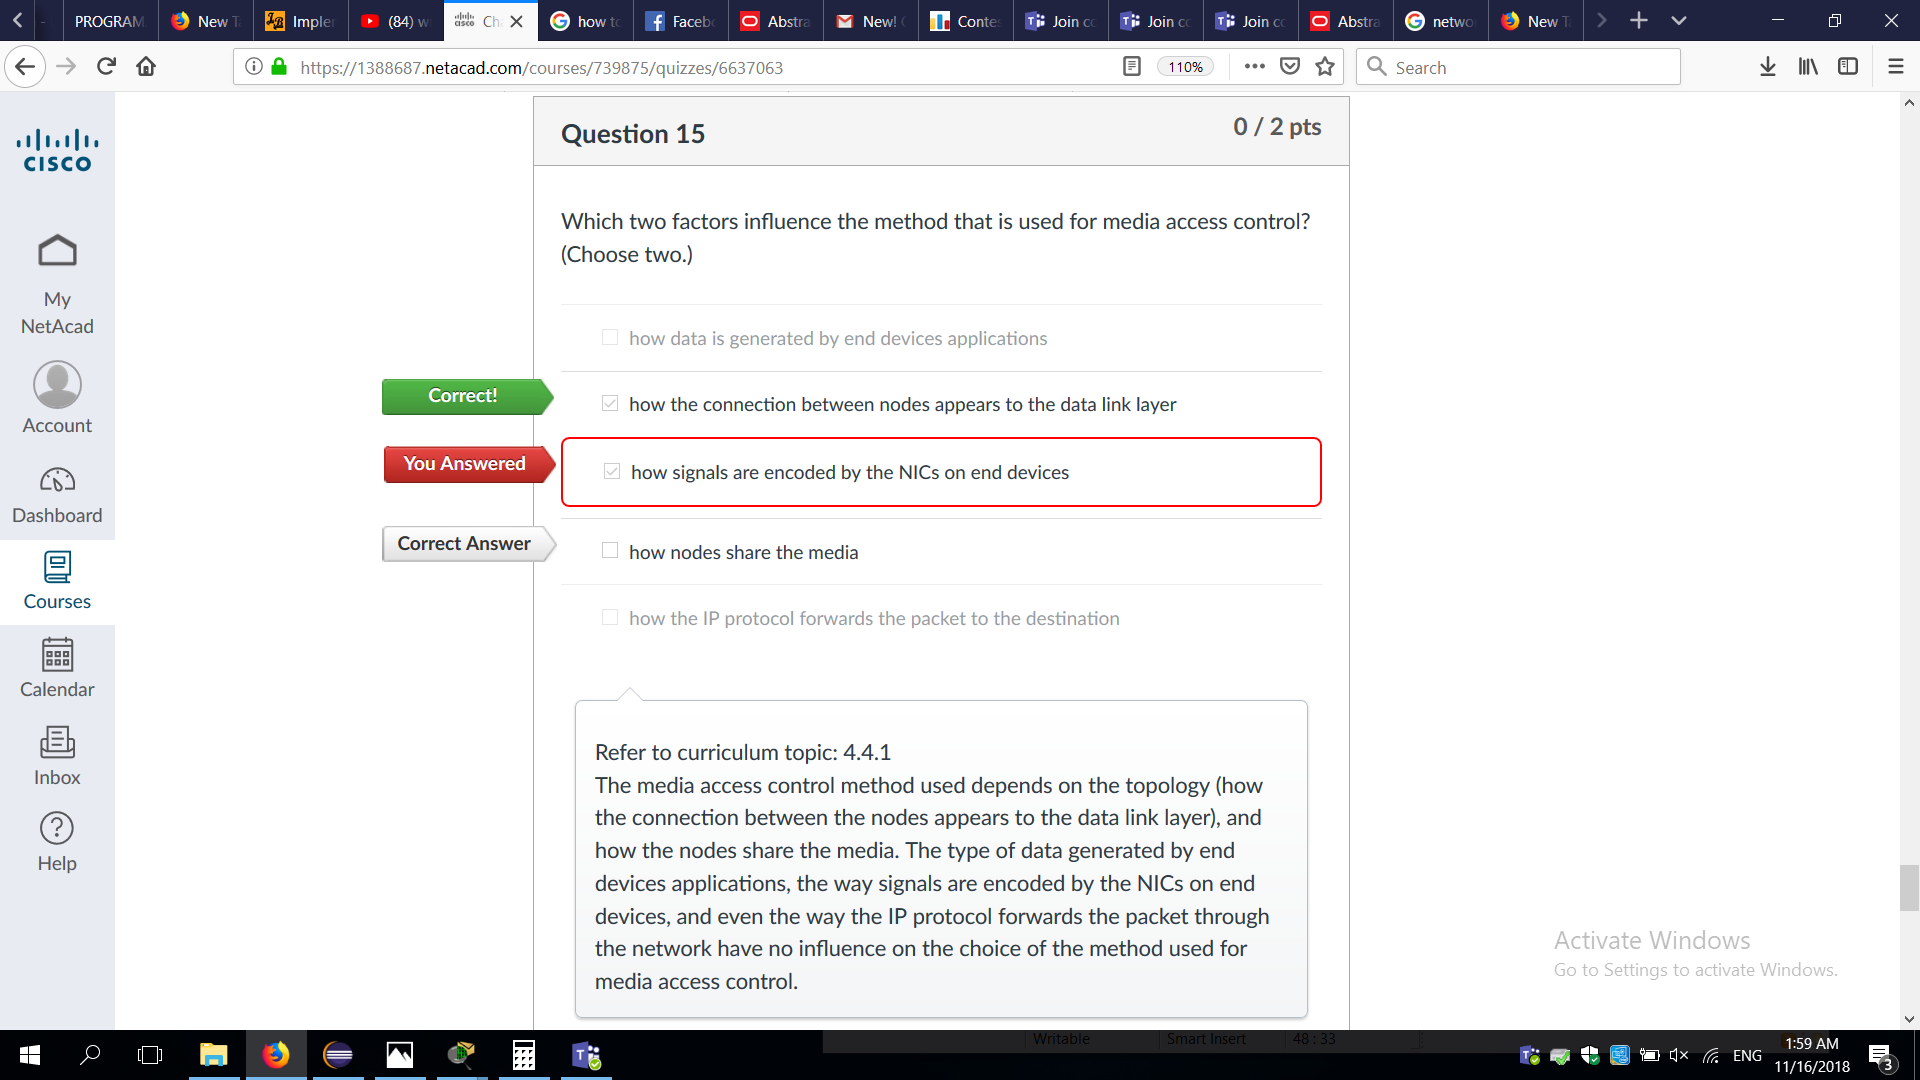 PROGRAM
New T
Imple
(84) w
Ch
how to
Faceb
Abstra
New!
Conte
Join c
Join c
Join c
Abstra
netwo
New T
https://1388687.netacad.com/courses/739875/quizzes/6637063
110%
Search
CISCO
My
NetAcad
Account
Dashboard
Courses
Calendar
Inbox
Help
Question 15
0 / 2 pts
Which two factors influence the method that is used for media access control?
(Choose two.)
how data is generated by end devices applications
Correct!
how the connection between nodes appears to the data link layer
You Answered
how signals are encoded by the NICs on end devices
Correct Answer
how nodes share the media
how the IP protocol forwards the packet to the destination
Refer to curriculum topic: 4.4.1
The media access control method used depends on the topology (how
the connection between the nodes appears to the data link layer), and
how the nodes share the media. The type of data generated by end
devices applications, the way signals are encoded by the NICs on end
devices, and even the way the IP protocol forwards the packet through
the network have no influence on the choice of the method used for
media access control.
Activate Windows
Go to Settings to activate Windows.
Writable
Smart Insert
48 : 33
ENG
1:59 AM
11/16/2018
3